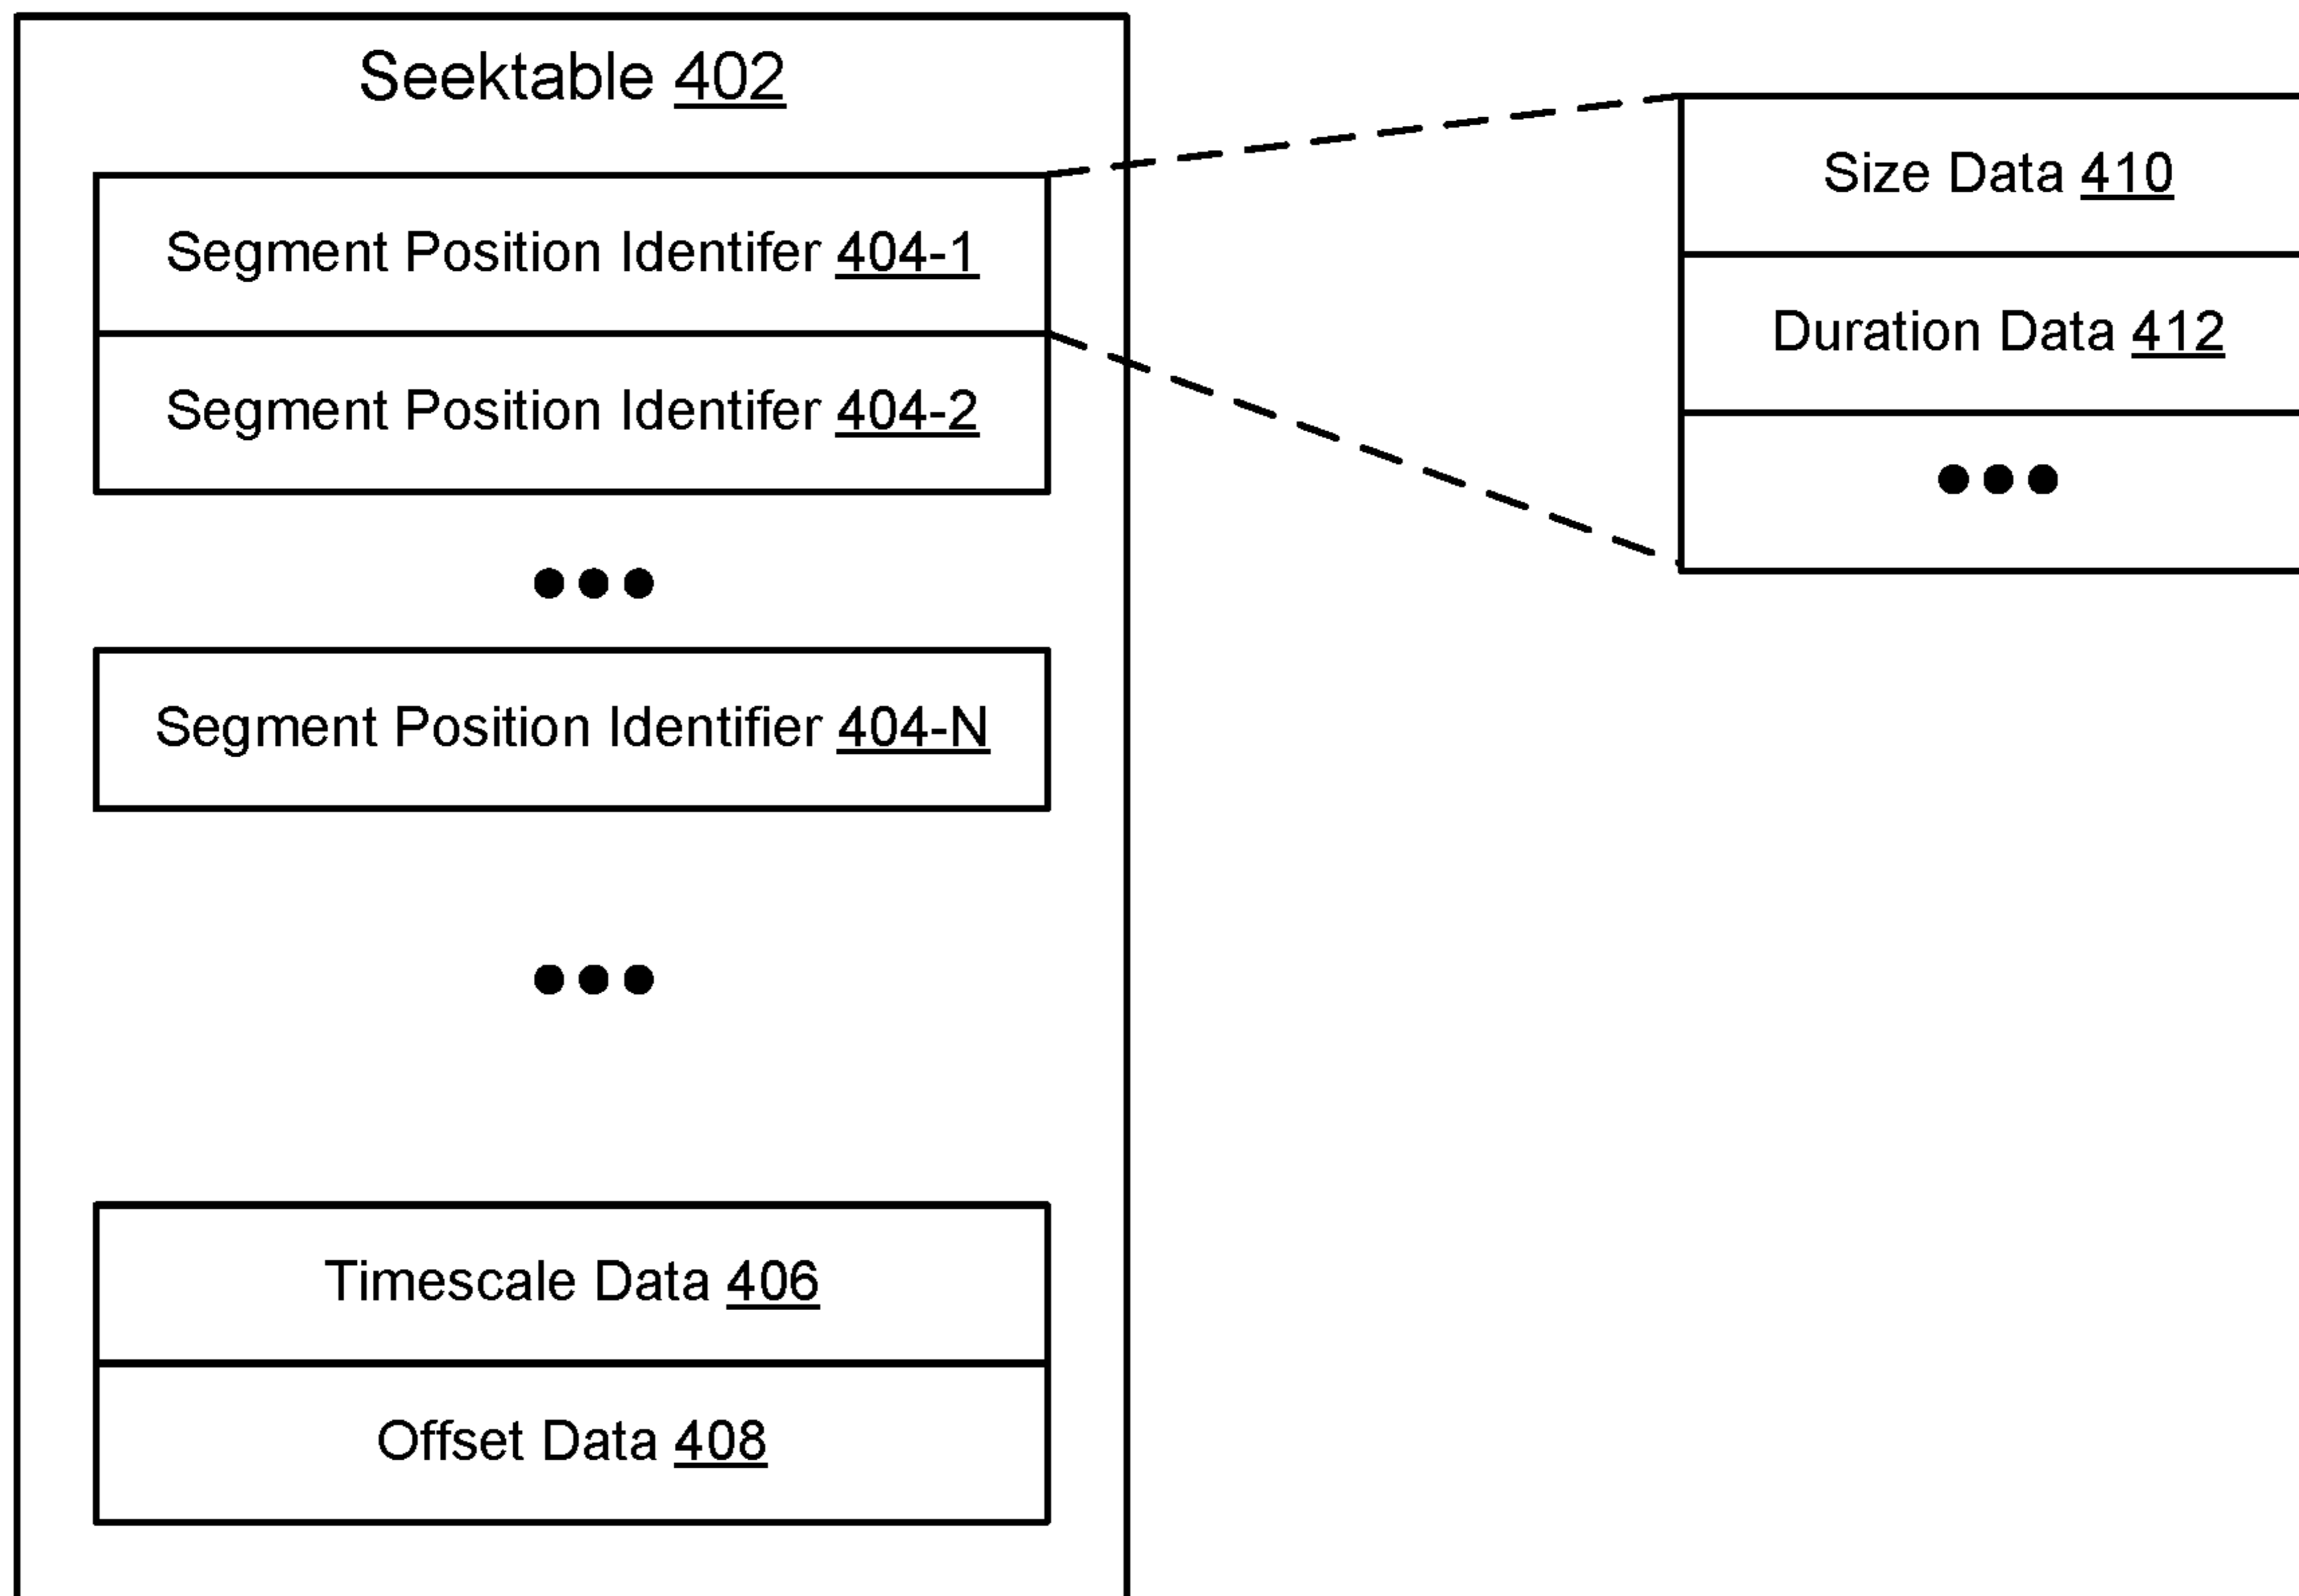 Seektable 402
Segment Position Identifer 404-1
Segment Position Identifer 404-2
Segment Position Identifier 404-N
Timescale Data 406
Offset Data 408
Size Data 410
Duration Data 412